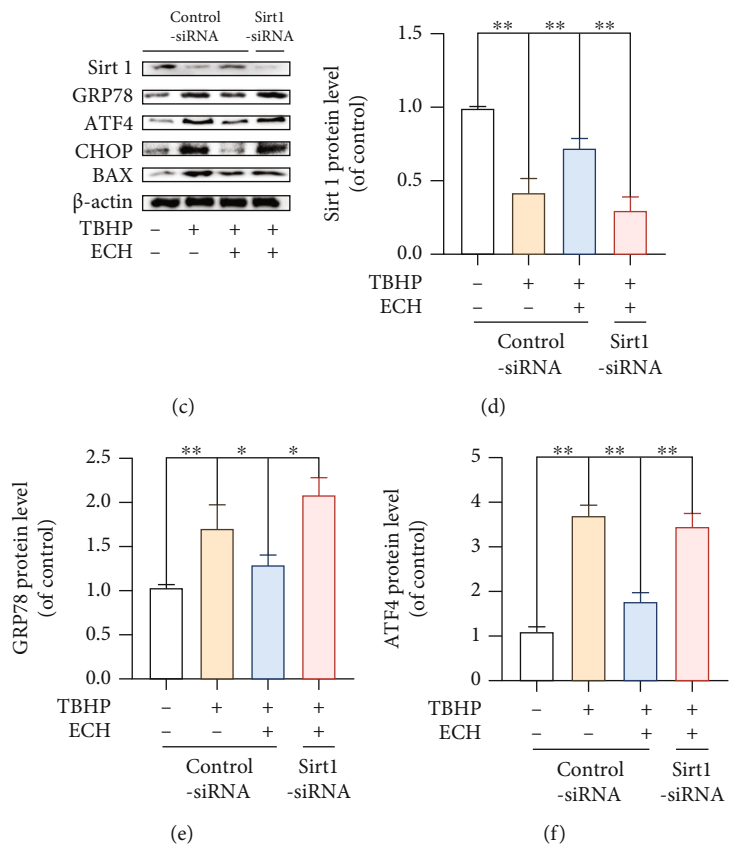 Control
-siRNA
Sirt1
-siRNA
Sirt 1
GRP78
ATF4
CHOP
BAX
β-actin
TBHP – + + +
ECH – – + +
(c)
Sirt 1 protein level
(of control)
1.5
1.0
0.5
0.0
** ** **
TBHP – + + +
ECH – – + +
Control
-siRNA
Sirt1
-siRNA
(d)
GRP78 protein level
(of control)
2.5
2.0
1.5
1.0
0.5
0.0
** * *
TBHP – + + +
ECH – – + +
Control
-siRNA
Sirt1
-siRNA
(e)
ATF4 protein level
(of control)
5
4
3
2
1
0
** ** **
TBHP – + + +
ECH – – + +
Control
-siRNA
Sirt1
-siRNA
(f)